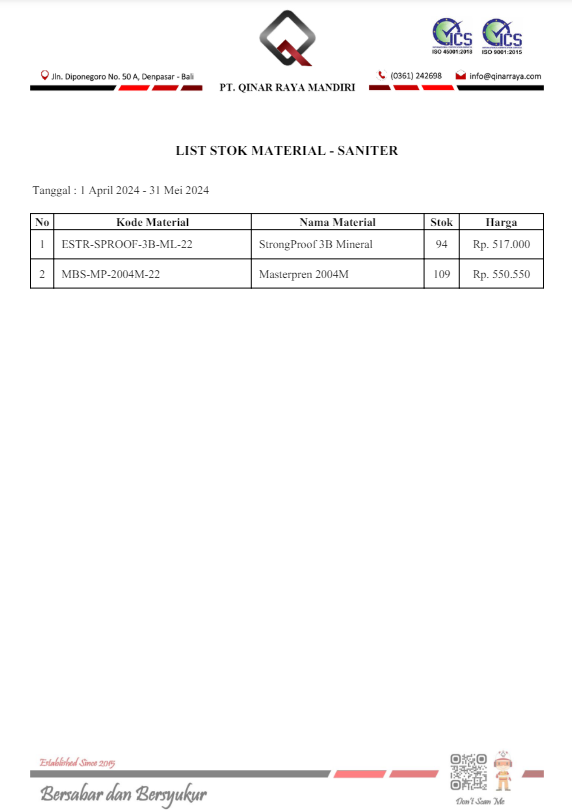 ICS ICS
ISO 45001:2018 ISO 9001:2015
Jln. Diponegoro No. 50 A, Denpasar - Bali
(0361) 242698 info@qinarraya.com
PT. QINAR RAYA MANDIRI
LIST STOK MATERIAL - SANITER
Tanggal : 1 April 2024 - 31 Mei 2024
No Kode Material Nama Material Stok Harga
1 ESTR-SPROOF-3B-ML-22 StrongProof 3B Mineral 94 Rp. 517.000
2 MBS-MP-2004M-22 Masterpren 2004M 109 Rp. 550.550
Established Since 2015
Bersabar dan Bersyukur
Don't Scan Me